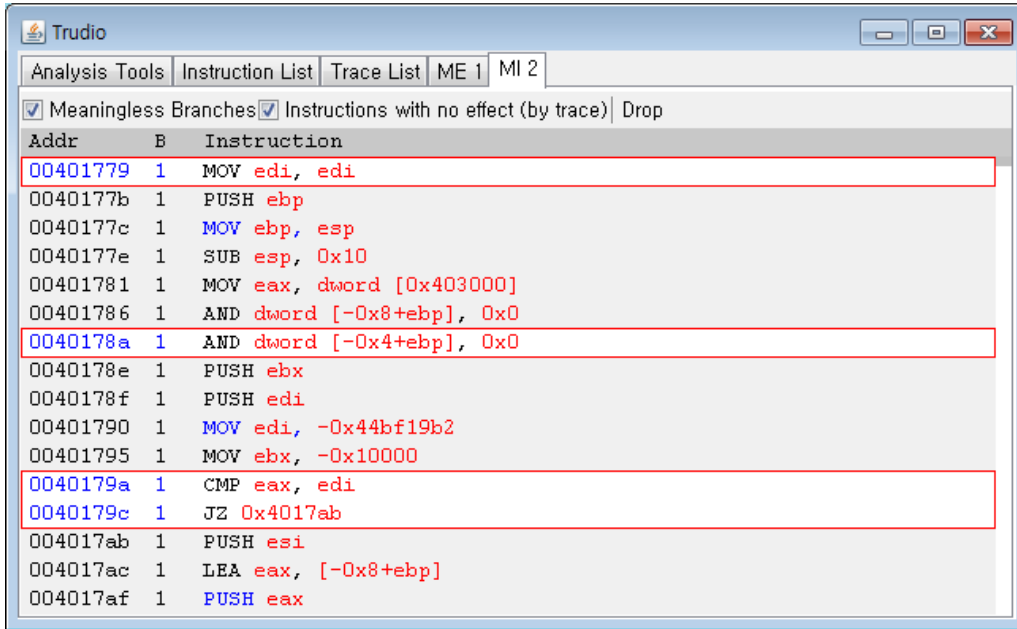 Trudio
Analysis Tools Instruction List Trace List ME 1 MI 2
Meaningless Branches Instructions with no effect (by trace) Drop
Addr B Instruction
00401779 1 MOV edi, edi
0040177b 1 PUSH ebp
0040177c 1 MOV ebp, esp
0040177e 1 SUB esp, 0x10
00401781 1 MOV eax, dword [0x403000]
00401786 1 AND dword [-0x8+ebp], 0x0
0040178a 1 AND dword [-0x4+ebp], 0x0
0040178e 1 PUSH ebx
0040178f 1 PUSH edi
00401790 1 MOV edi, -0x44bf19b2
00401795 1 MOV ebx, -0x10000
0040179a 1 CMP eax, edi
0040179c 1 JZ 0x4017ab
004017ab 1 PUSH esi
004017ac 1 LEA eax, [-0x8+ebp]
004017af 1 PUSH eax